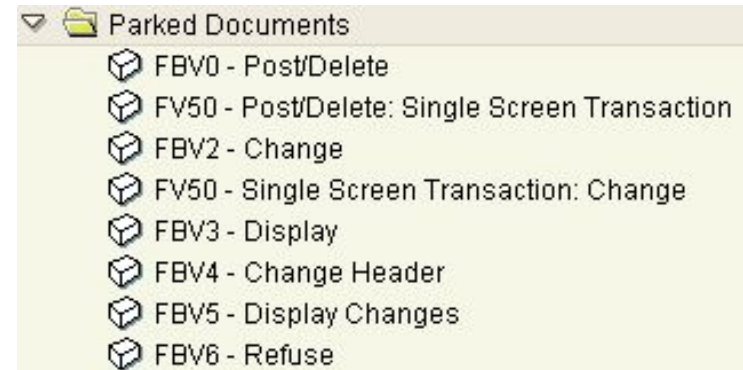 Parked Documents
FBV0 - Post/Delete
FV50 - Post/Delete: Single Screen Transaction
FBV2 - Change
FV50 - Single Screen Transaction: Change
FBV3 - Display
FBV4 - Change Header
FBV5 - Display Changes
FBV6 - Refuse